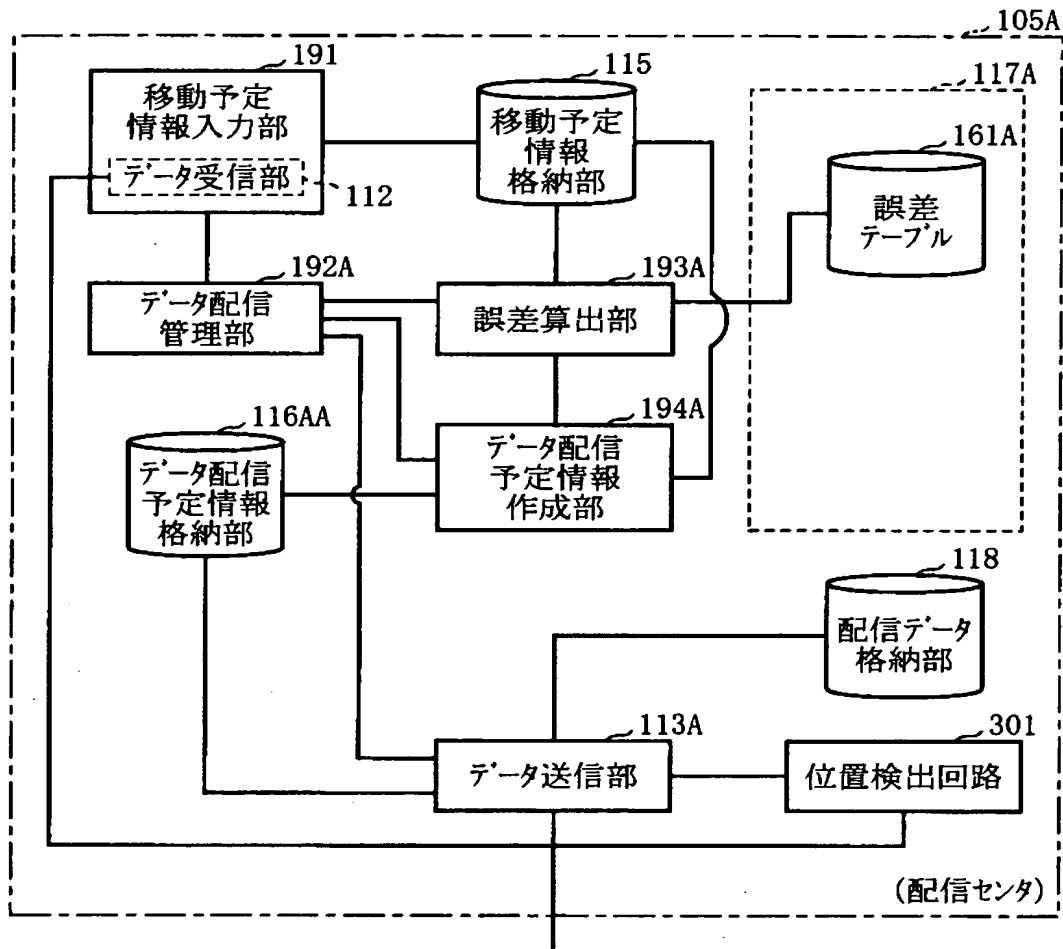 105A
191
移動予定
情報入力部
データ受信部
112
115
移動予定
情報
格納部
117A
161A
誤差
テーブル
192A
データ配信
管理部
193A
誤差算出部
116AA
データ配信
予定情報
格納部
194A
データ配信
予定情報
作成部
118
配信データ
格納部
113A
データ送信部
301
位置検出回路
(配信センタ)